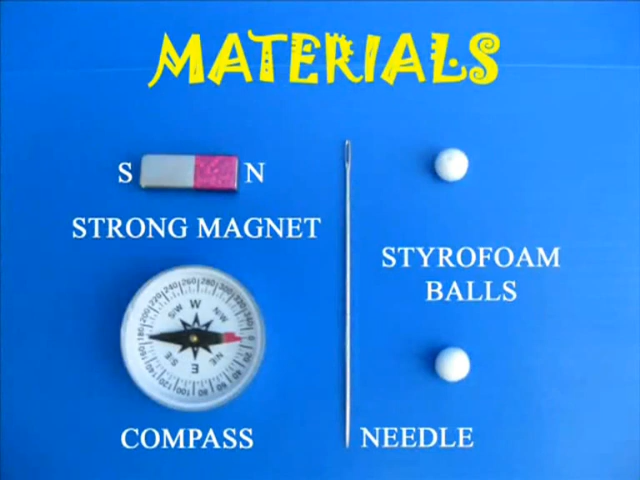 MATERIALS
S N
STRONG MAGNET
STYROFOAM
BALLS
W
S/W N/W
S/E N/E
E
COMPASS
NEEDLE